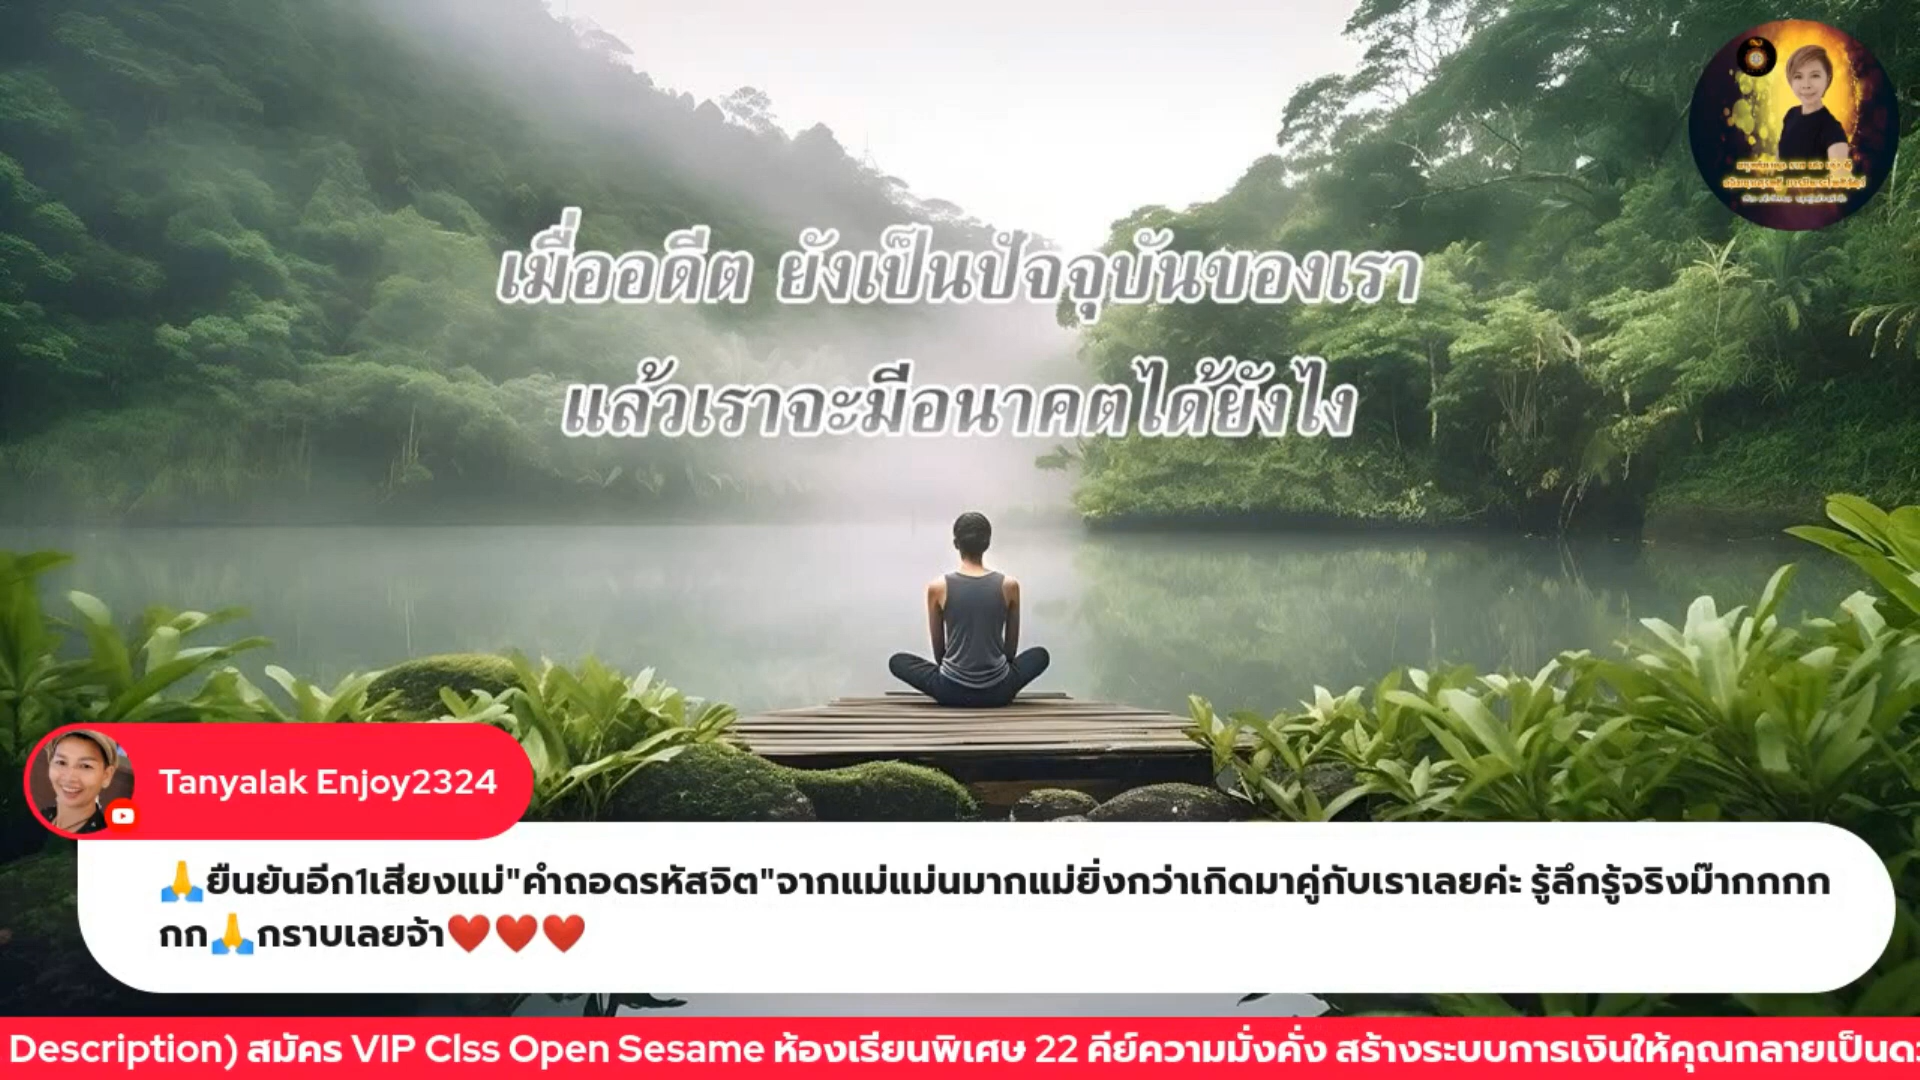 เมื่ออดีต ยังเป็นปัจจุบันของเรา
แล้วเราจะมีอนาคตได้ยังไง
Tanyalak Enjoy2324
🙏ยืนยันอีก1เสียงแม่"คำถอดรหัสจิต"จากแม่แม่นมากแม่ยิ่งกว่าเกิดมาคู่กับเราเลยค่ะ รู้ลึกรู้จริงม๊ากกกก
กก🙏กราบเลยจ้า❤️❤️❤️
Description) สมัคร VIP Clss Open Sesame ห้องเรียนพิเศษ 22 คีย์ความมั่งคั่ง สร้างระบบการเงินให้คุณกลายเป็นด